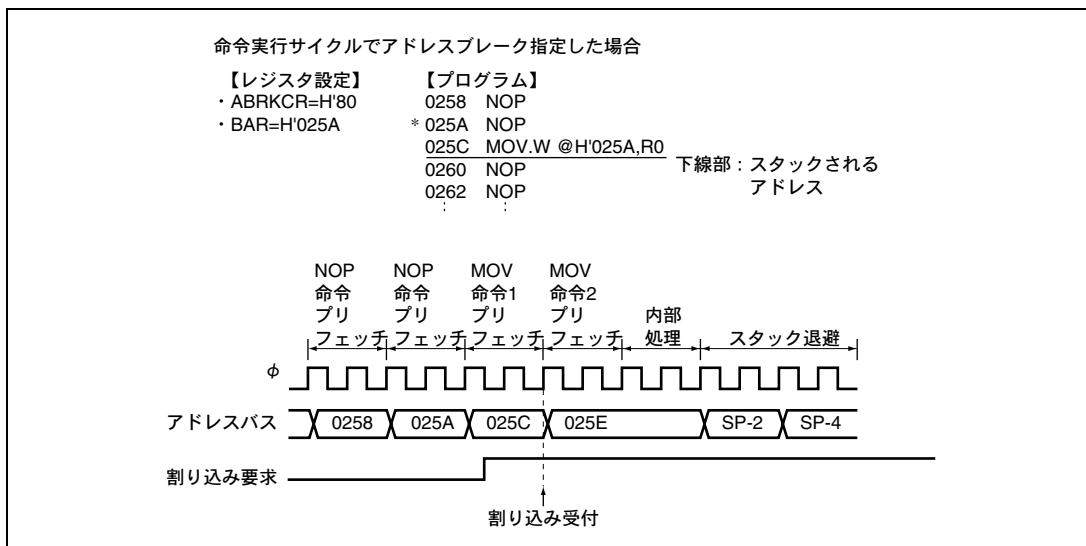 命令実行サイクルでアドレスブレーク指定した場合
【レジスタ設定】
・ABRKCR=H'80
・BAR=H'025A
【プログラム】
0258 NOP
* 025A NOP
025C MOV.W @H'025A,R0
0260 NOP
0262 NOP
下線部：スタックされる
アドレス
NOP
命令
プリ
フェッチ
NOP
命令
プリ
フェッチ
MOV
命令1
プリ
フェッチ
MOV
命令2
プリ
フェッチ
内部
処理
スタック退避
φ
アドレスバス
0258
025A
025C
025E
SP-2
SP-4
割り込み要求
割り込み受付